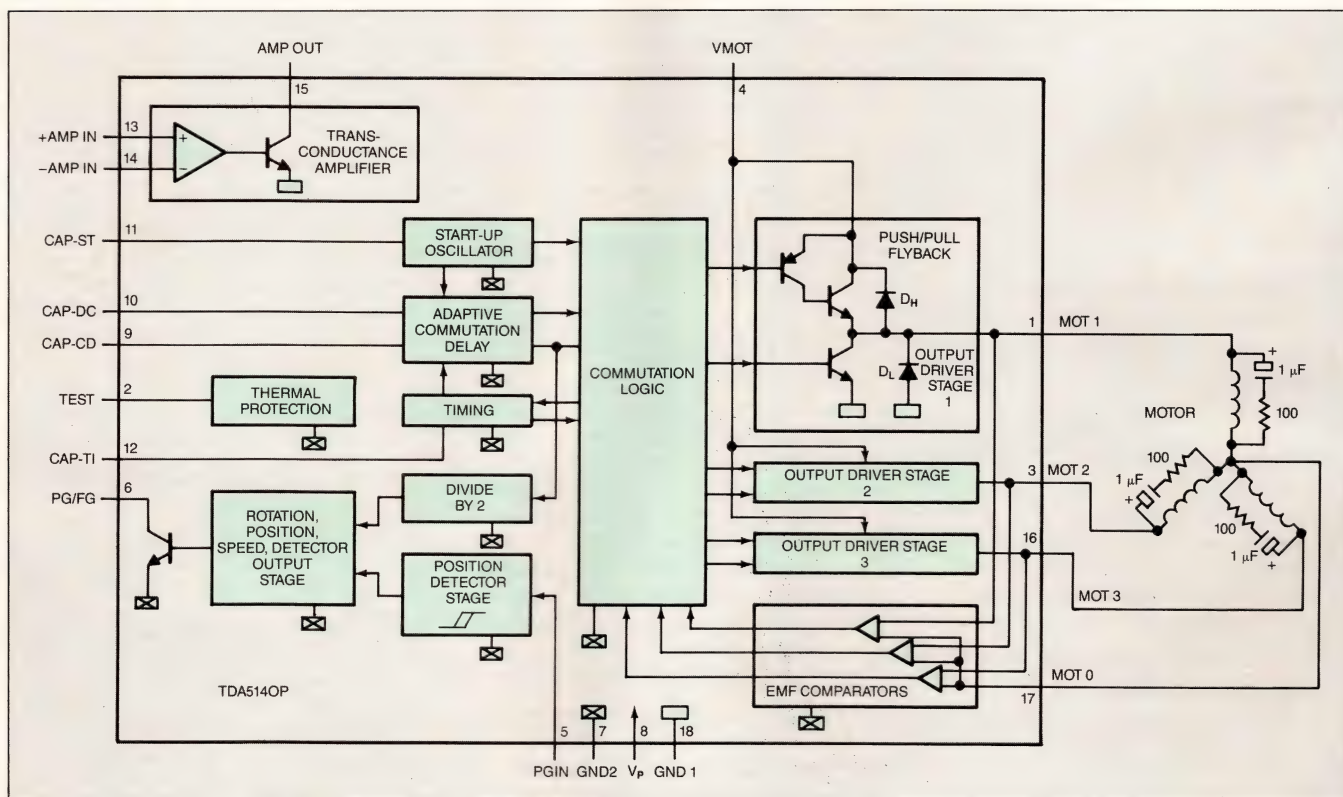 AMP OUT
VMOT
15
4
+AMP IN 13
–AMP IN 14
+
–
TRANS-
CONDUCTANCE
AMPLIFIER
CAP-ST 11
START-UP
OSCILLATOR
CAP-DC 10
CAP-CD 9
ADAPTIVE
COMMUTATION
DELAY
TEST 2
THERMAL
PROTECTION
TIMING
CAP-TI 12
PG/FG 6
ROTATION,
POSITION,
SPEED, DETECTOR
OUTPUT
STAGE
DIVIDE
BY 2
POSITION
DETECTOR
STAGE
COMMUTATION
LOGIC
PUSH/PULL
FLYBACK
DH
DL
OUTPUT
DRIVER
STAGE
1
OUTPUT DRIVER STAGE
2
OUTPUT DRIVER STAGE
3
EMF COMPARATORS
1 MOT 1
3 MOT 2
16
MOT 3
MOT 0
17
MOTOR
+
1 µF
100
100
1 µF
+
100
1 µF
+
TDA514OP
5 7 8 18
PGIN GND2 VP GND 1